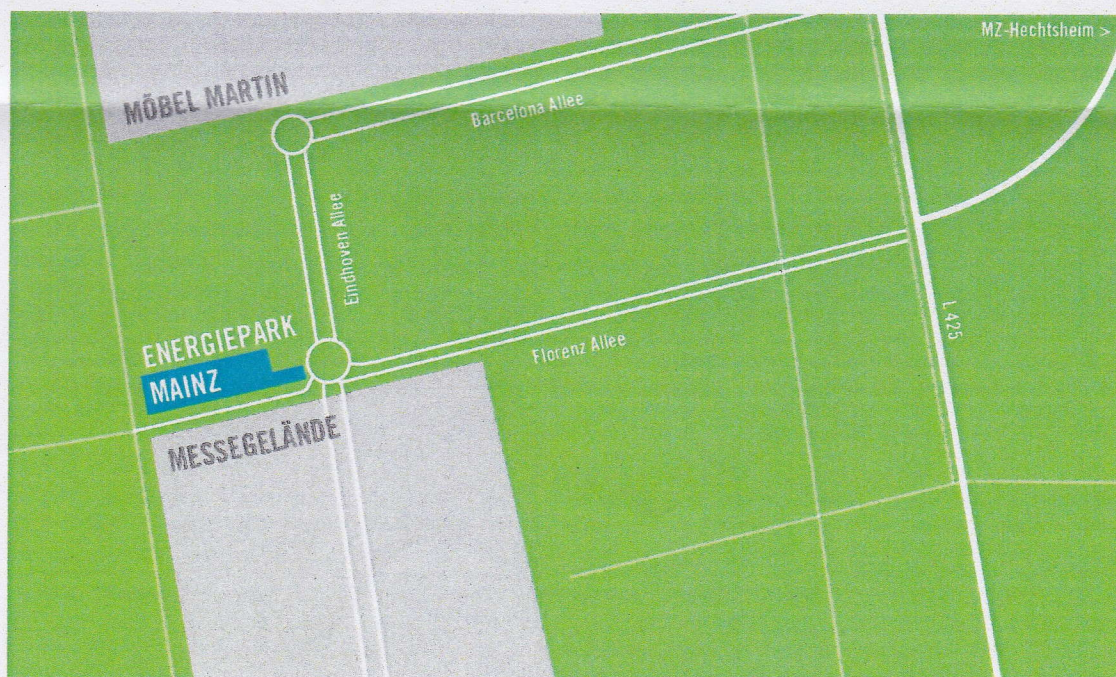 MZ-Hechtsheim >
MÖBEL MARTIN
Barcelona Allee
Eindhoven Allee
L 425
ENERGIEPARK
MAINZ
Florenz Allee
MESSEGELÄNDE